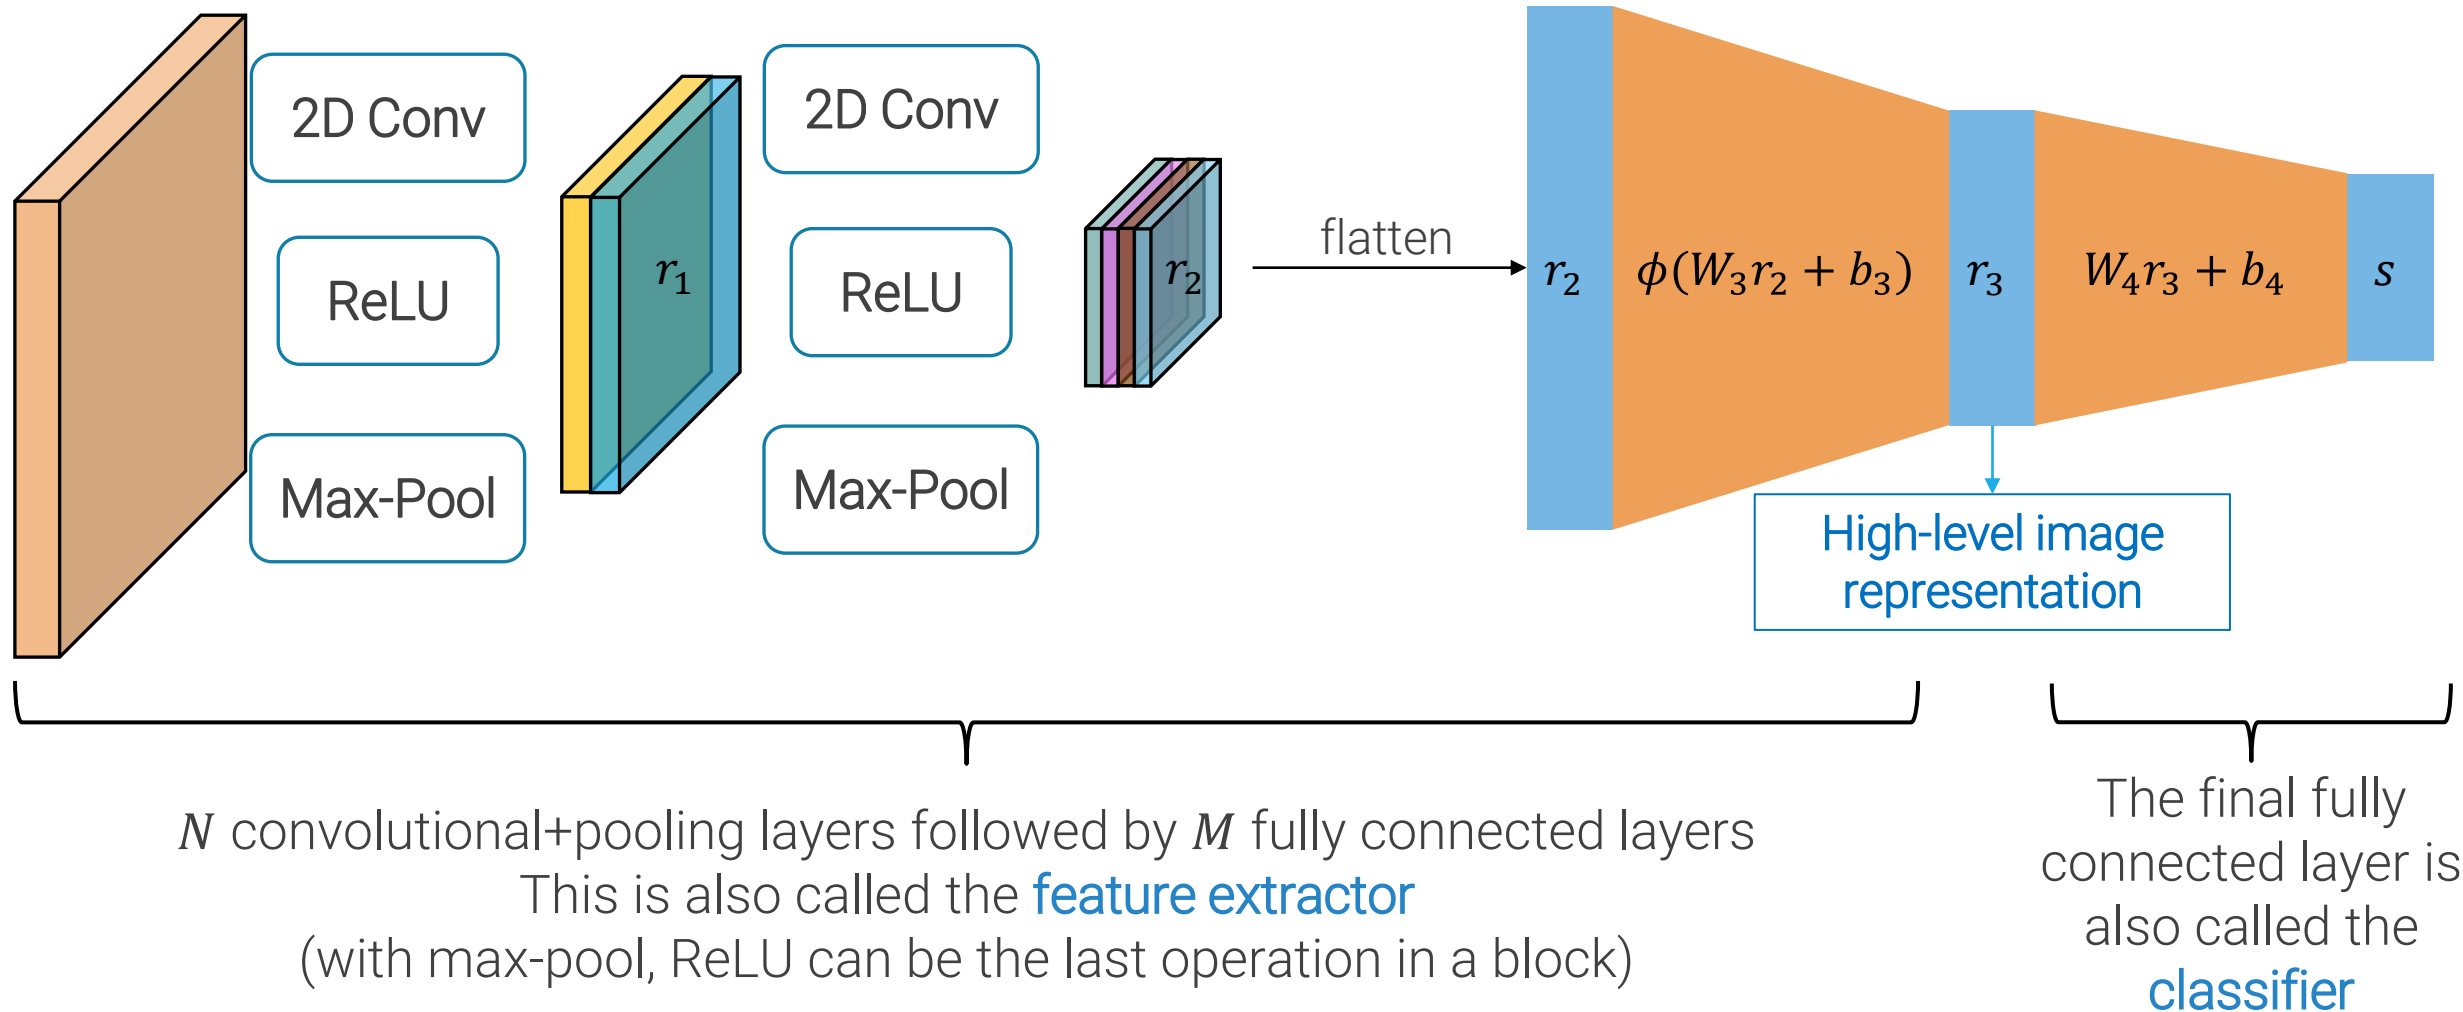 2D Conv
ReLU
Max-Pool
r₁
2D Conv
ReLU
Max-Pool
r₂
flatten
r₂
ϕ(W₃r₂ + b₃)
r₃
W₄r₃ + b₄
s
High-level image
representation
N convolutional+pooling layers followed by M fully connected layers
This is also called the feature extractor
(with max-pool, ReLU can be the last operation in a block)
The final fully
connected layer is
also called the
classifier